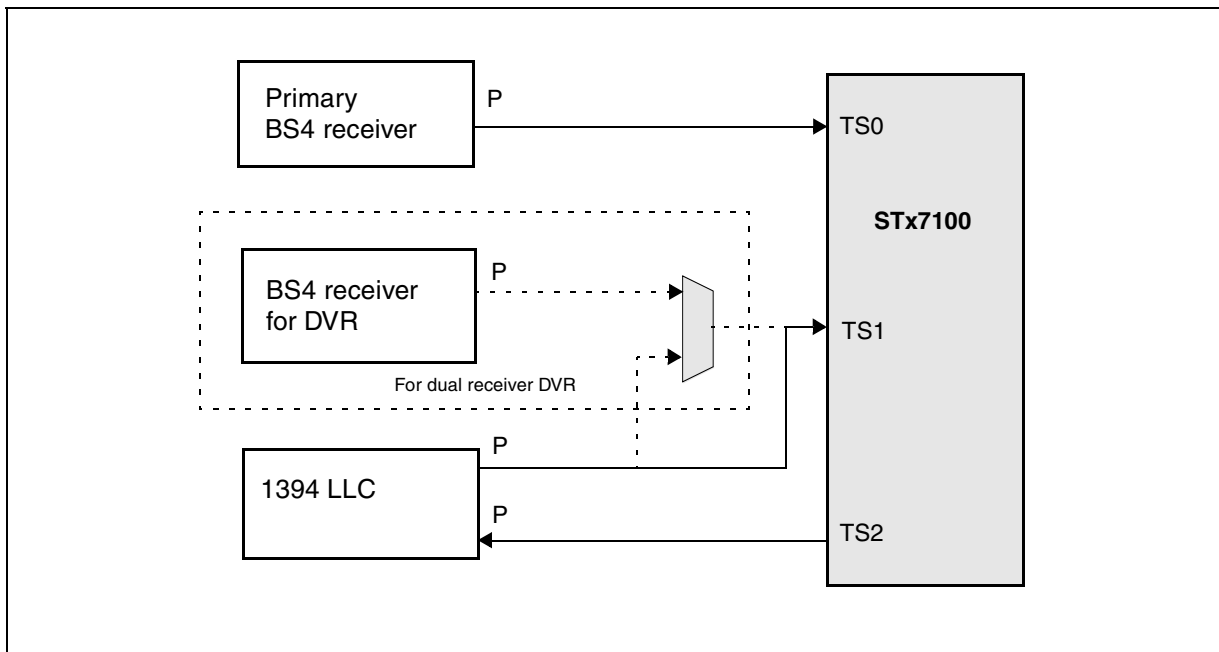 Primary
BS4 receiver
P
TS0
STx7100
BS4 receiver
for DVR
P
TS1
For dual receiver DVR
1394 LLC
P
P
TS2